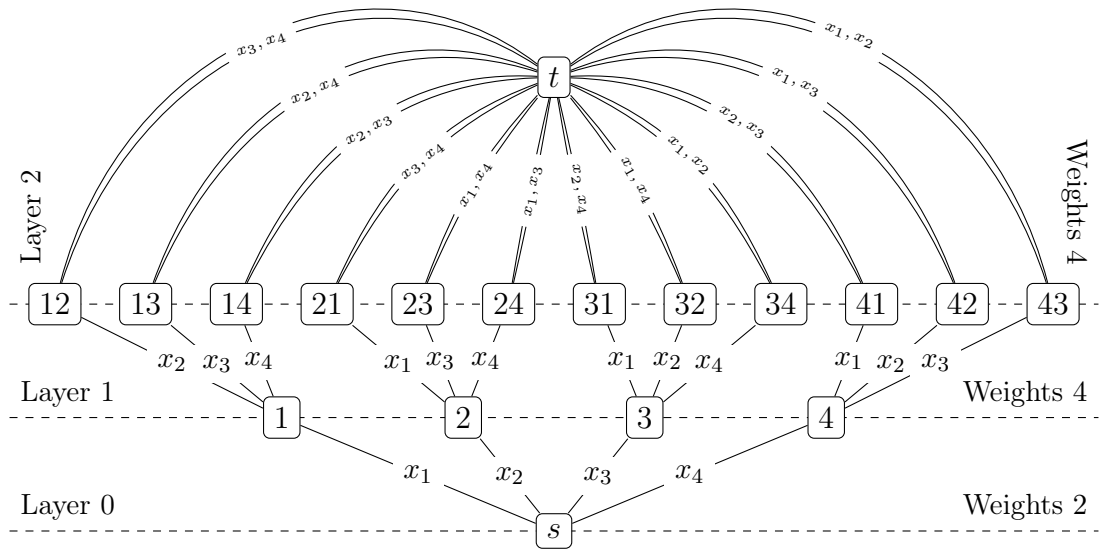 x₃, x₄
x₁, x₂
t
x₂, x₄
x₁, x₃
x₂, x₃
x₂, x₃
x₃, x₄
x₁, x₄
x₁, x₃
x₂, x₄
x₁, x₄
x₁, x₂
Layer 2
Weights 4
12 13 14 21 23 24 31 32 34 41 42 43
x₂ x₃ x₄ x₁ x₃ x₄ x₁ x₂ x₄ x₁ x₂ x₃
Layer 1 Weights 4
1 2 3 4
x₁ x₂ x₃ x₄
Layer 0 Weights 2
s